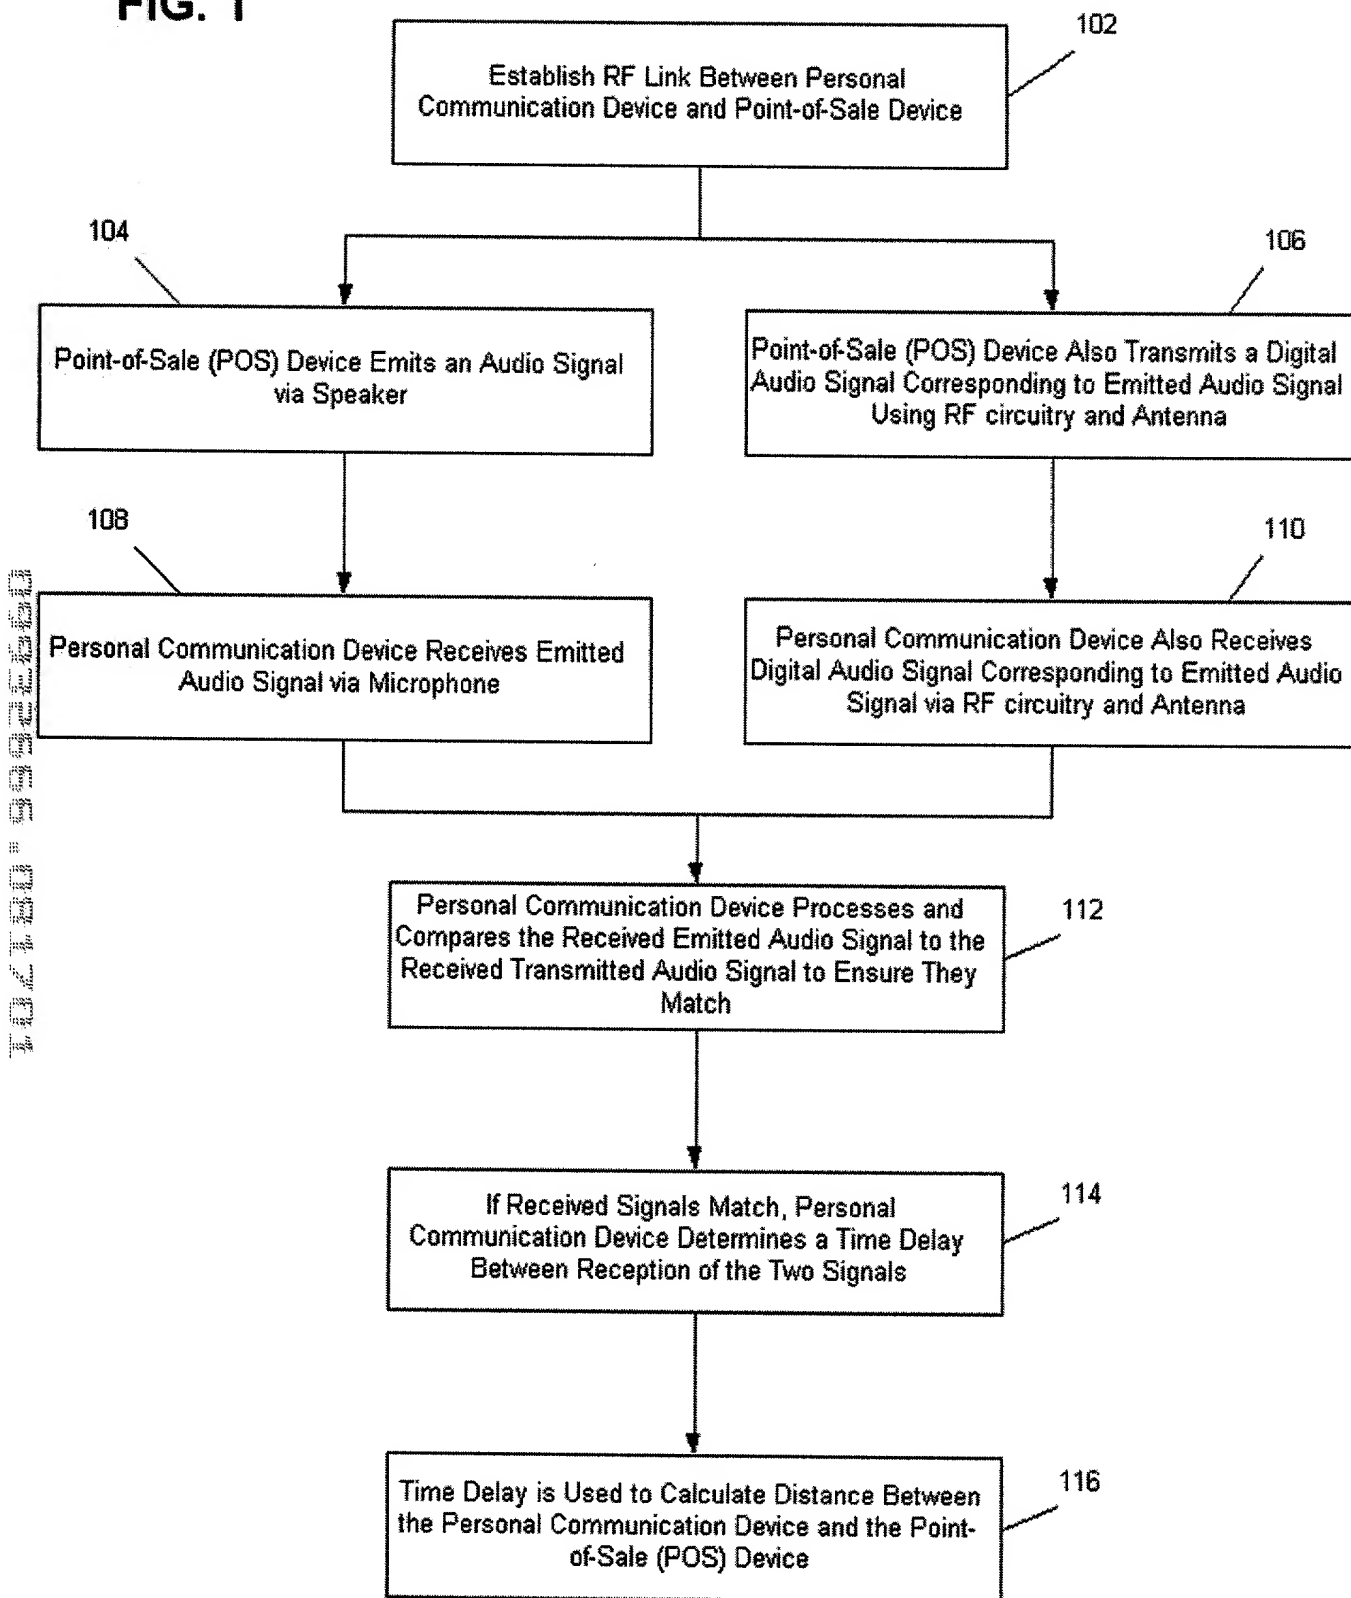 FIG. 1
102
Establish RF Link Between Personal
Communication Device and Point-of-Sale Device
104
106
Point-of-Sale (POS) Device Emits an Audio Signal
via Speaker
Point-of-Sale (POS) Device Also Transmits a Digital
Audio Signal Corresponding to Emitted Audio Signal
Using RF circuitry and Antenna
108
110
Personal Communication Device Receives Emitted
Audio Signal via Microphone
Personal Communication Device Also Receives
Digital Audio Signal Corresponding to Emitted Audio
Signal via RF circuitry and Antenna
09932666.081701
112
Personal Communication Device Processes and
Compares the Received Emitted Audio Signal to the
Received Transmitted Audio Signal to Ensure They
Match
114
If Received Signals Match, Personal
Communication Device Determines a Time Delay
Between Reception of the Two Signals
116
Time Delay is Used to Calculate Distance Between
the Personal Communication Device and the Point-
of-Sale (POS) Device